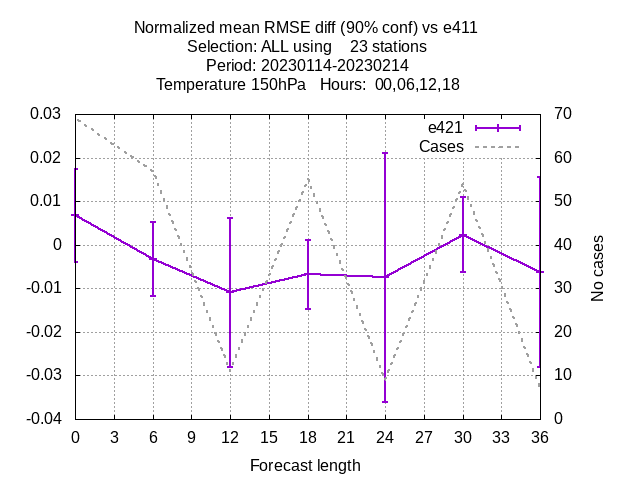 Normalized mean RMSE diff (90% conf) vs e411
Selection: ALL using    23 stations
Period: 20230114-20230214
Temperature 150hPa   Hours:  00,06,12,18
0.03
0.02
0.01
0
-0.01
-0.02
-0.03
-0.04
e421
Cases
70
60
50
40
30
20
10
0
No cases
0 3 6 9 12 15 18 21 24 27 30 33 36
Forecast length